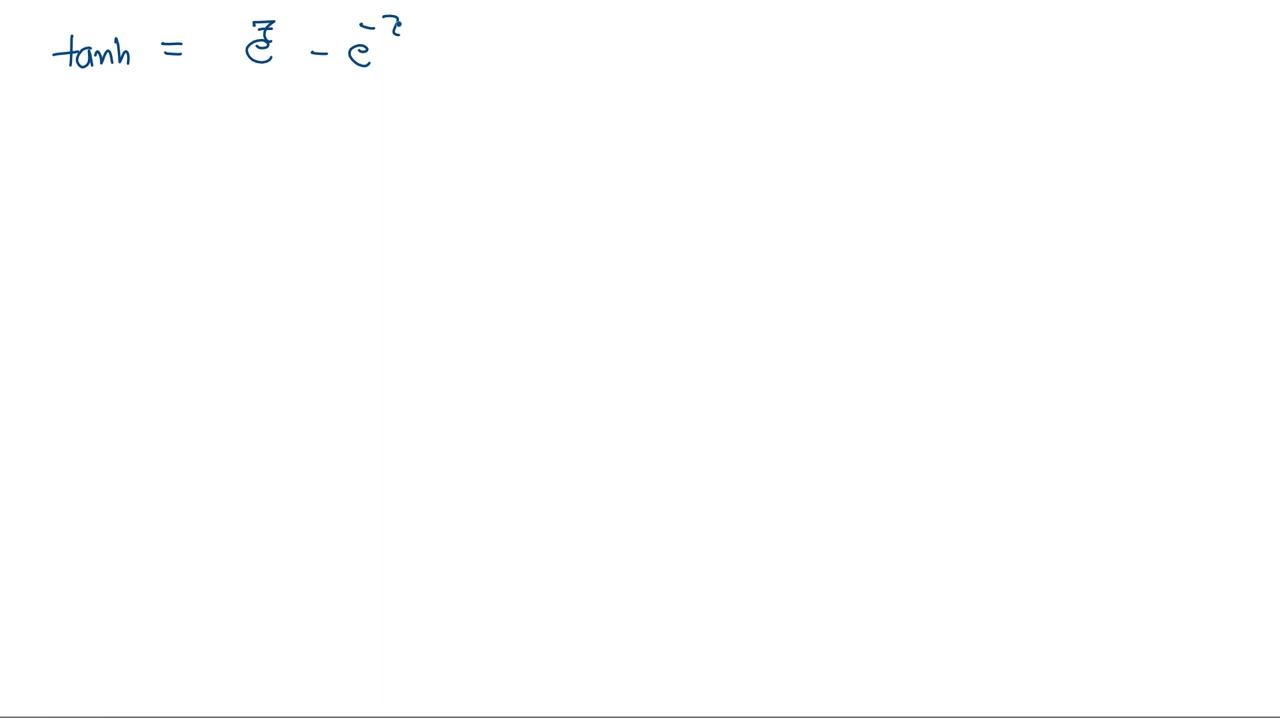 tanh = e^z - e^-z